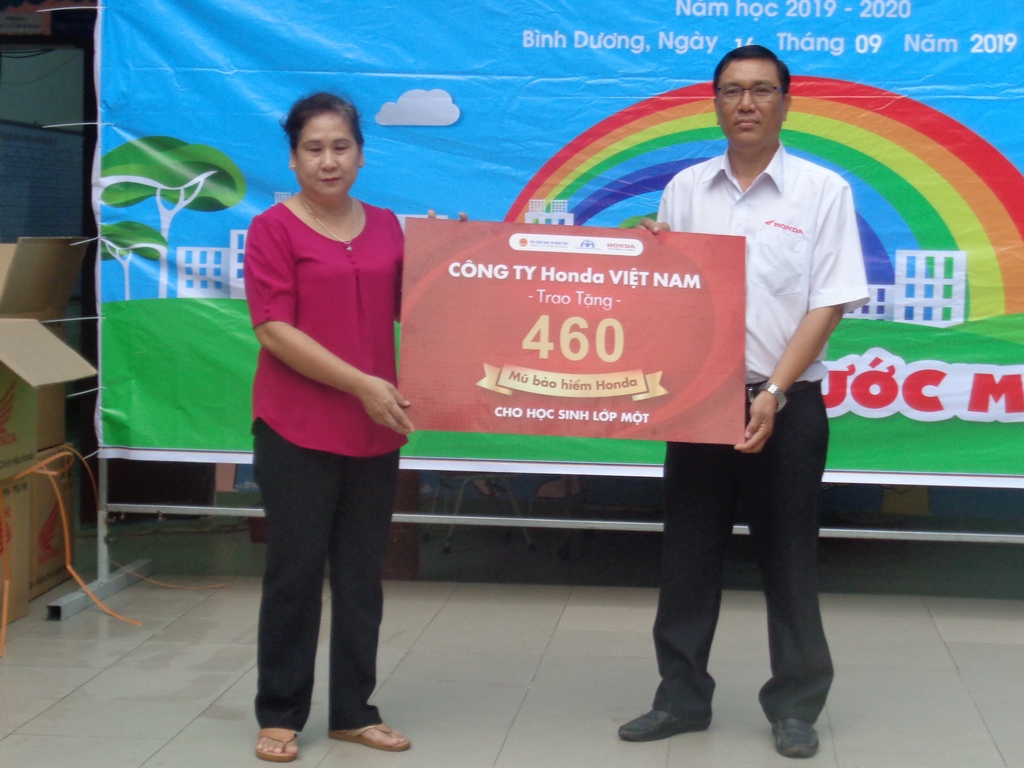 Năm học 2019 - 2020
Bình Dương, Ngày 16 Tháng 09 Năm 2019
HONDA
HONDA
CÔNG TY Honda VIỆT NAM
- Trao Tặng -
460
Mũ bảo hiểm Honda
CHO HỌC SINH LỚP MỘT
ƯỚC M